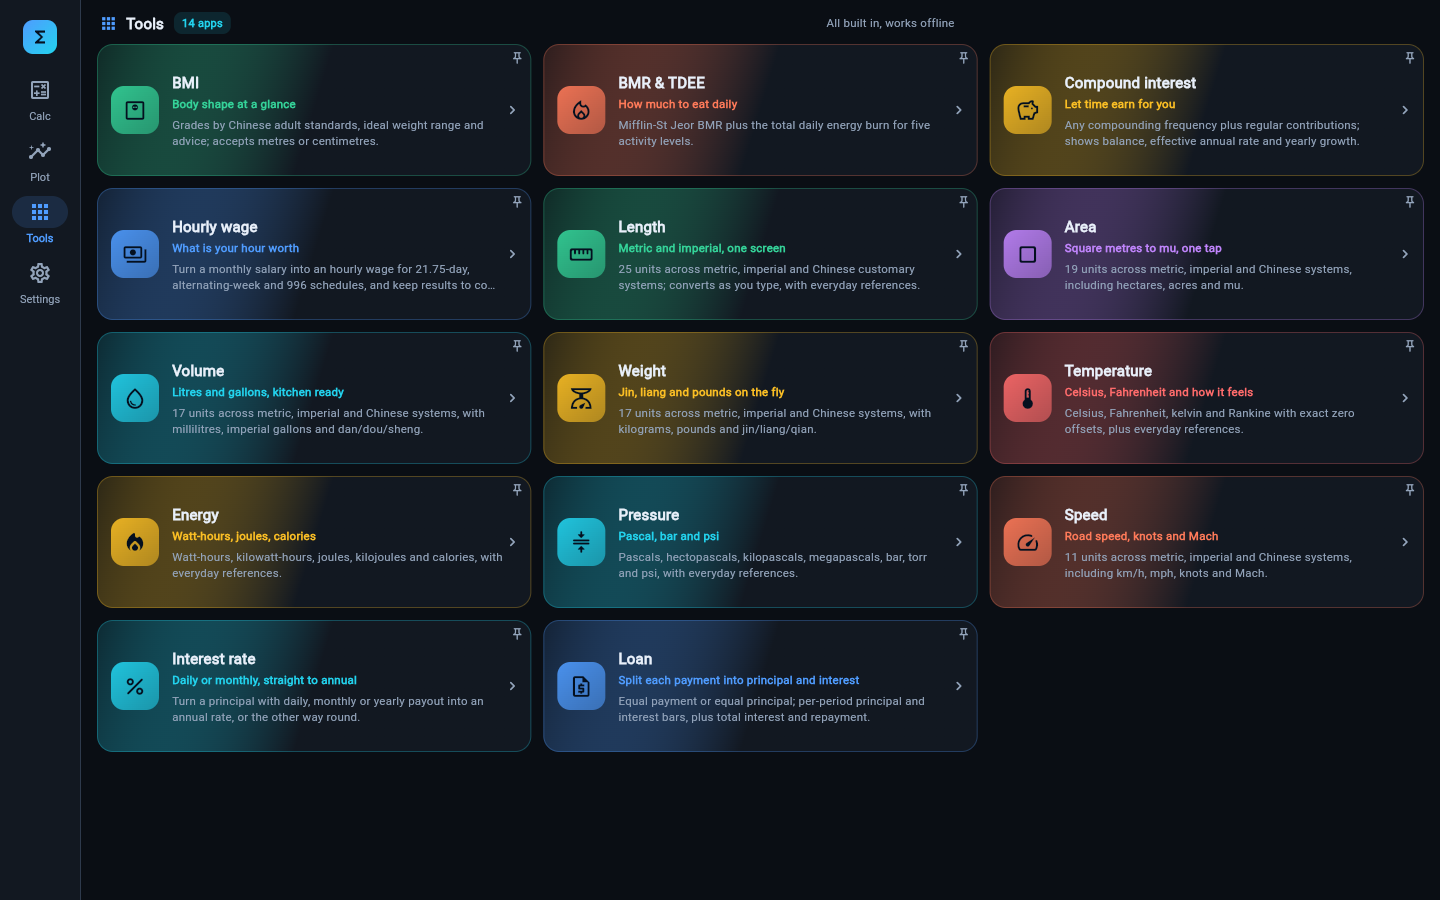 Σ
Calc
Plot
Tools
Settings
Tools
14 apps
All built in, works offline
BMI
Body shape at a glance
Grades by Chinese adult standards, ideal weight range and
advice; accepts metres or centimetres.
BMR & TDEE
How much to eat daily
Mifflin-St Jeor BMR plus the total daily energy burn for five
activity levels.
Compound interest
Let time earn for you
Any compounding frequency plus regular contributions;
shows balance, effective annual rate and yearly growth.
Hourly wage
What is your hour worth
Turn a monthly salary into an hourly wage for 21.75-day,
alternating-week and 996 schedules, and keep results to co…
Length
Metric and imperial, one screen
25 units across metric, imperial and Chinese customary
systems; converts as you type, with everyday references.
Area
Square metres to mu, one tap
19 units across metric, imperial and Chinese systems,
including hectares, acres and mu.
Volume
Litres and gallons, kitchen ready
17 units across metric, imperial and Chinese systems, with
millilitres, imperial gallons and dan/dou/sheng.
Weight
Jin, liang and pounds on the fly
17 units across metric, imperial and Chinese systems, with
kilograms, pounds and jin/liang/qian.
Temperature
Celsius, Fahrenheit and how it feels
Celsius, Fahrenheit, kelvin and Rankine with exact zero
offsets, plus everyday references.
Energy
Watt-hours, joules, calories
Watt-hours, kilowatt-hours, joules, kilojoules and calories, with
everyday references.
Pressure
Pascal, bar and psi
Pascals, hectopascals, kilopascals, megapascals, bar, torr
and psi, with everyday references.
Speed
Road speed, knots and Mach
11 units across metric, imperial and Chinese systems,
including km/h, mph, knots and Mach.
Interest rate
Daily or monthly, straight to annual
Turn a principal with daily, monthly or yearly payout into an
annual rate, or the other way round.
Loan
Split each payment into principal and interest
Equal payment or equal principal; per-period principal and
interest bars, plus total interest and repayment.